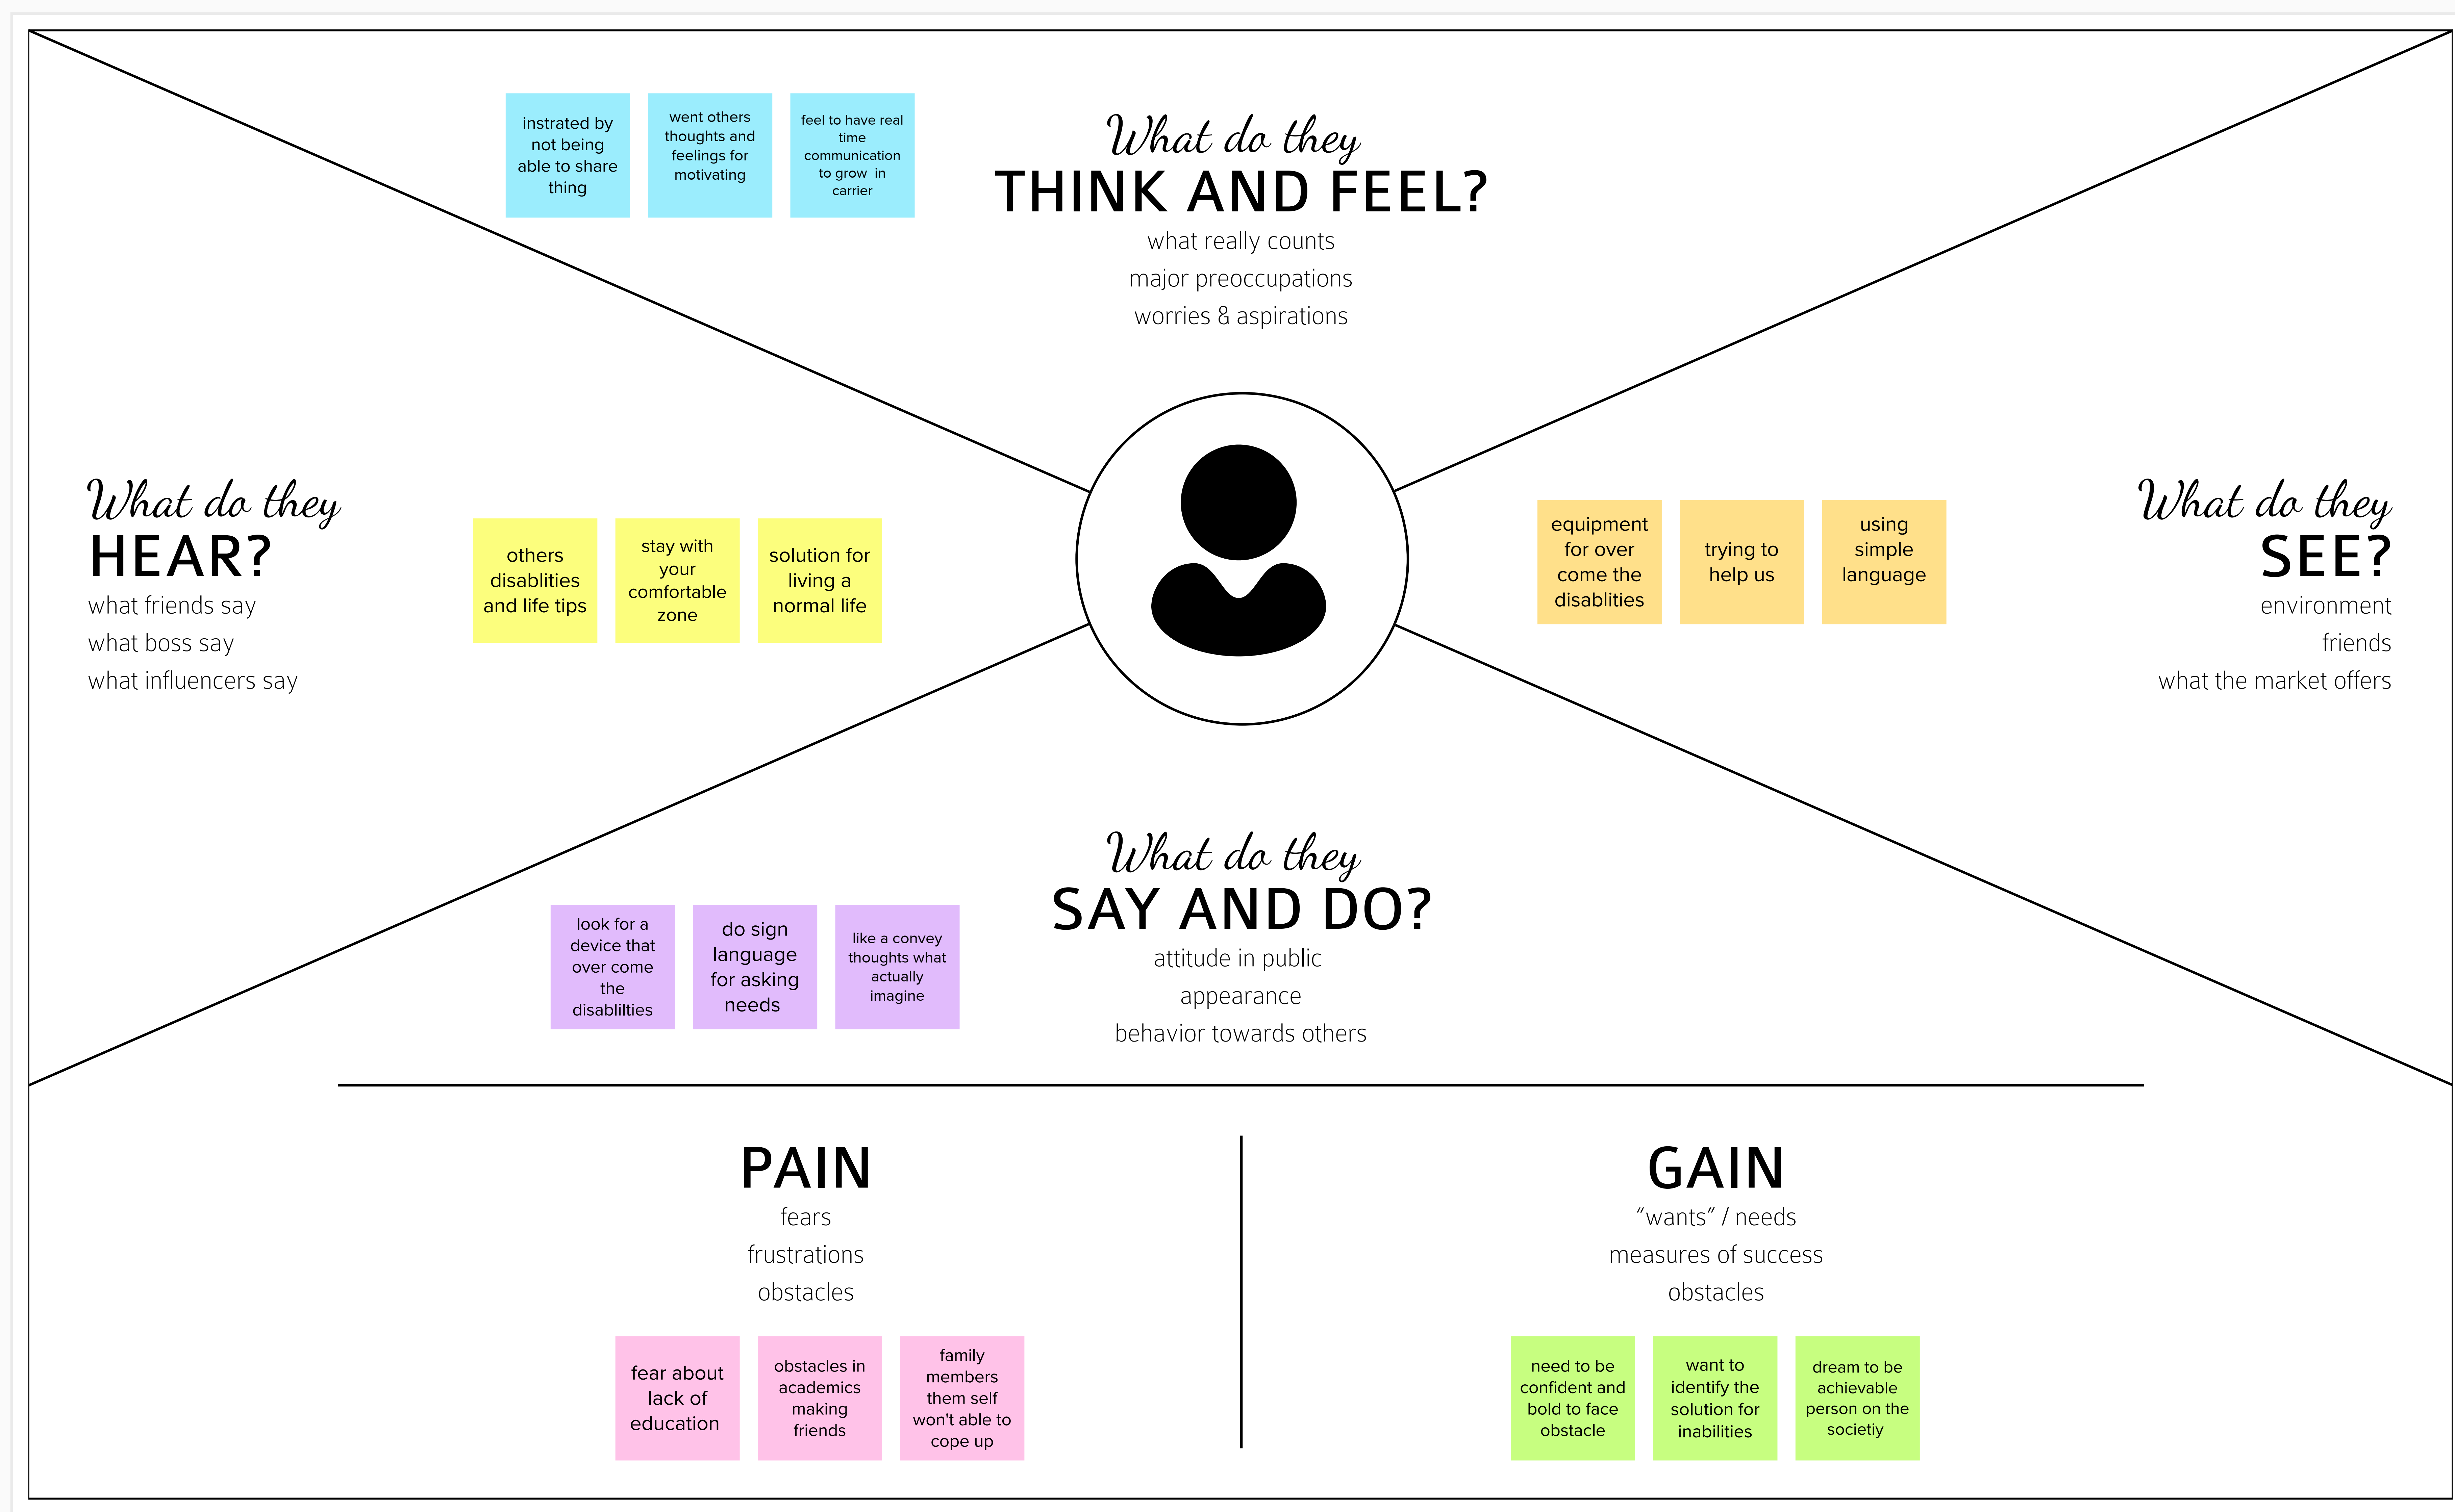 instrated by
not being
able to share
thing
went others
thoughts and
feelings for
motivating
feel to have real
time
communication
to grow in
carrier
What do they
THINK AND FEEL?
what really counts
major preoccupations
worries & aspirations
What do they
HEAR?
what friends say
what boss say
what influencers say
others
disablities
and life tips
stay with
your
comfortable
zone
solution for
living a
normal life
equipment
for over
come the
disablities
trying to
help us
using
simple
language
What do they
SEE?
environment
friends
what the market offers
What do they
SAY AND DO?
attitude in public
appearance
behavior towards others
look for a
device that
over come
the
disablilties
do sign
language
for asking
needs
like a convey
thoughts what
actually
imagine
PAIN
fears
frustrations
obstacles
fear about
lack of
education
obstacles in
academics
making
friends
family
members
them self
won't able to
cope up
GAIN
“wants” / needs
measures of success
obstacles
need to be
confident and
bold to face
obstacle
want to
identify the
solution for
inabilities
dream to be
achievable
person on the
societiy